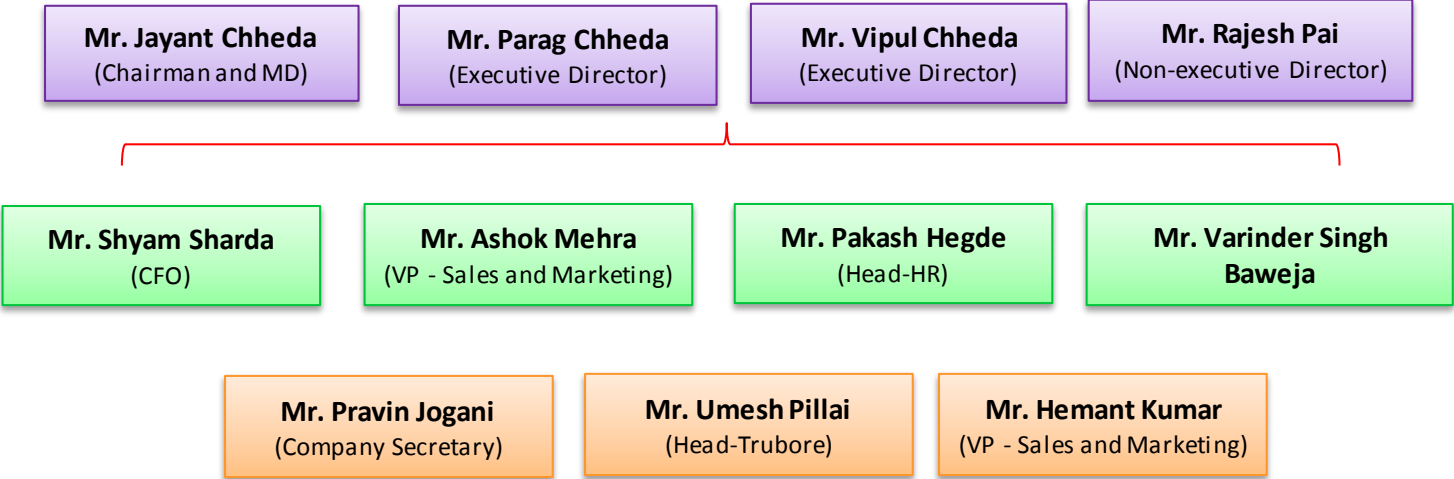 Mr. Jayant Chheda
(Chairman and MD)
Mr. Parag Chheda
(Executive Director)
Mr. Vipul Chheda
(Executive Director)
Mr. Rajesh Pai
(Non-executive Director)
Mr. Shyam Sharda
(CFO)
Mr. Ashok Mehra
(VP - Sales and Marketing)
Mr. Pakash Hegde
(Head-HR)
Mr. Varinder Singh
Baweja
Mr. Pravin Jogani
(Company Secretary)
Mr. Umesh Pillai
(Head-Trubore)
Mr. Hemant Kumar
(VP - Sales and Marketing)